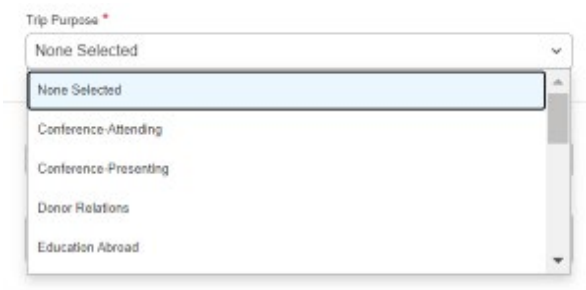 Trip Purpose *
None Selected
None Selected
Conference-Attending
Conference-Presenting
Donor Relations
Education Abroad